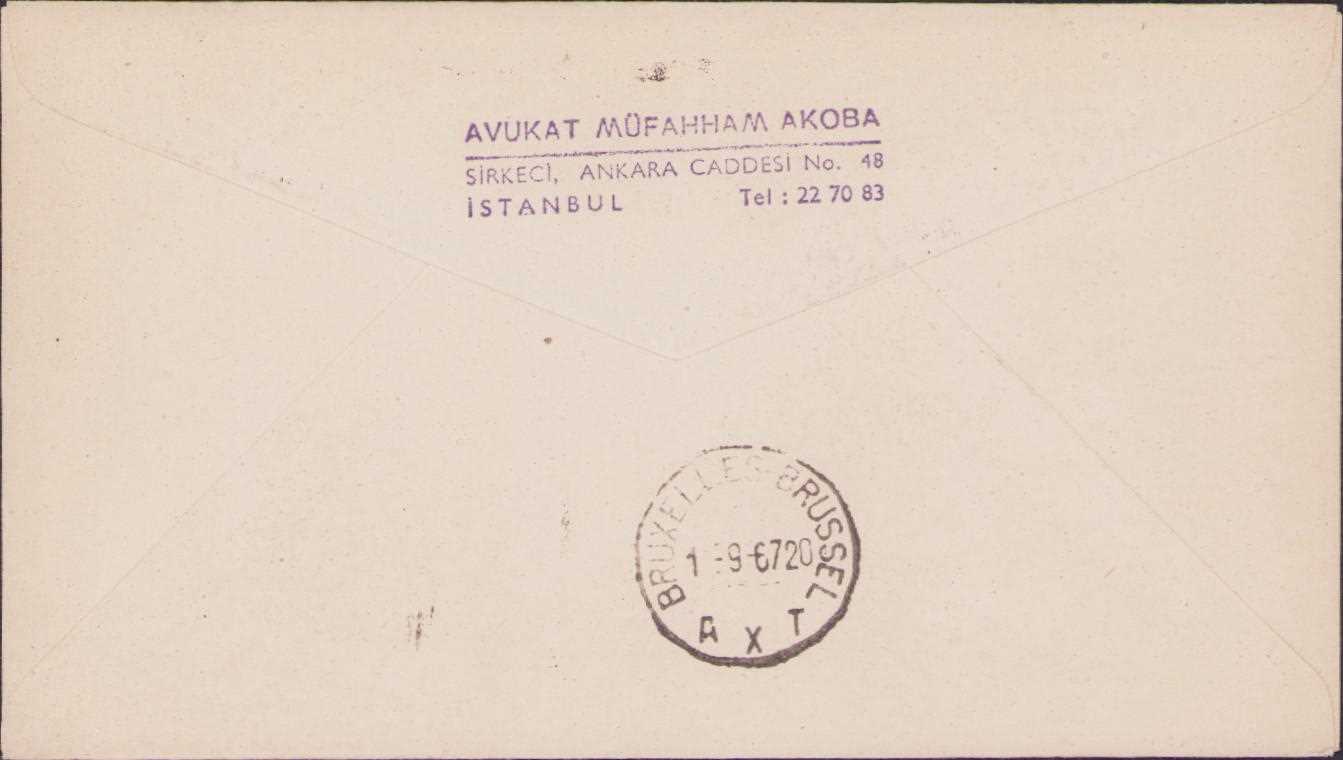 AVUKAT MÜFAHHAM AKOBA
SİRKECİ, ANKARA CADDESİ No. 48
İSTANBUL Tel : 22 70 83
BRUXELLES-BRUSSEL
1 -9-67 20
A X T